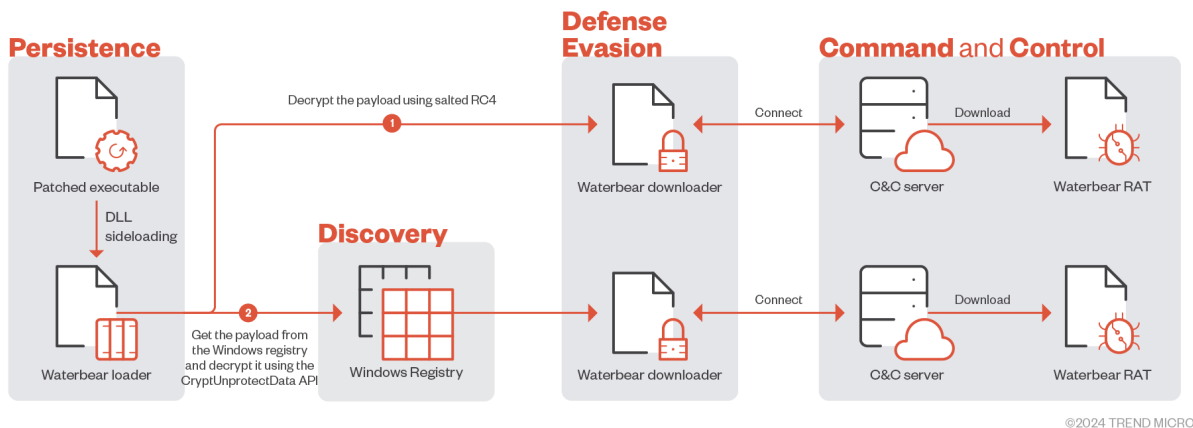 Persistence
Patched executable
DLL
sideloading
Waterbear loader
Decrypt the payload using salted RC4
1
2
Get the payload from
the Windows registry
and decrypt it using the
CryptUnprotectData API
Discovery
Windows Registry
Defense
Evasion
Waterbear downloader
Waterbear downloader
Connect
Connect
Command and Control
C&C server
Download
Waterbear RAT
C&C server
Download
Waterbear RAT
©2024 TREND MICRO